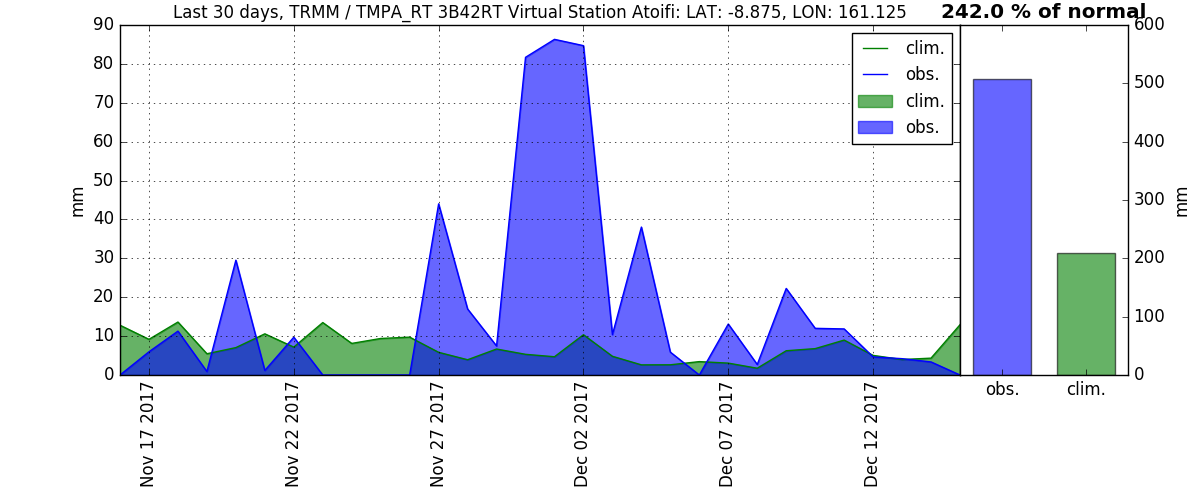 Last 30 days, TRMM / TMPA_RT 3B42RT Virtual Station Atoifi: LAT: -8.875, LON: 161.125
242.0 % of normal
90
80
70
60
50
40
30
20
10
0
mm
clim.
obs.
clim.
obs.
Nov 17 2017
Nov 22 2017
Nov 27 2017
Dec 02 2017
Dec 07 2017
Dec 12 2017
600
500
400
300
200
100
0
mm
obs.
clim.